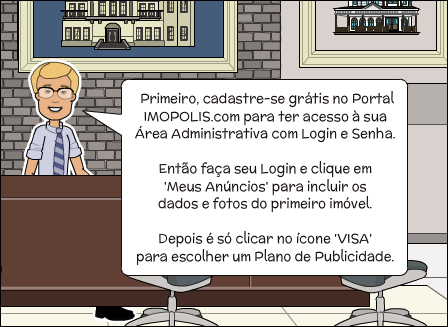 Primeiro, cadastre-se grátis no Portal
IMOPOLIS.com para ter acesso à sua
Área Administrativa com Login e Senha.
Então faça seu Login e clique em
'Meus Anúncios' para incluir os
dados e fotos do primeiro imóvel.
Depois é só clicar no ícone 'VISA'
para escolher um Plano de Publicidade.